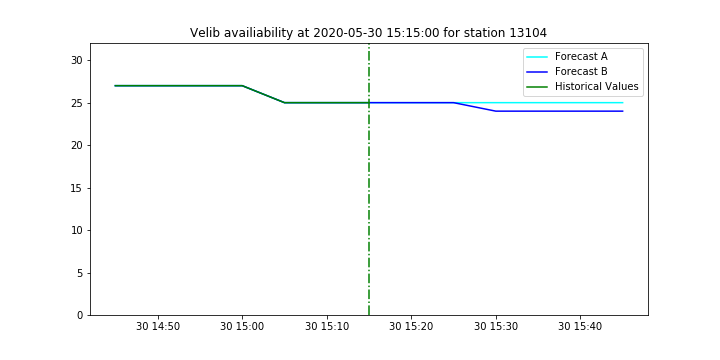 Velib availiability at 2020-05-30 15:15:00 for station 13104
Forecast A
Forecast B
Historical Values
30
25
20
15
10
5
0
30 14:50 30 15:00 30 15:10 30 15:20 30 15:30 30 15:40